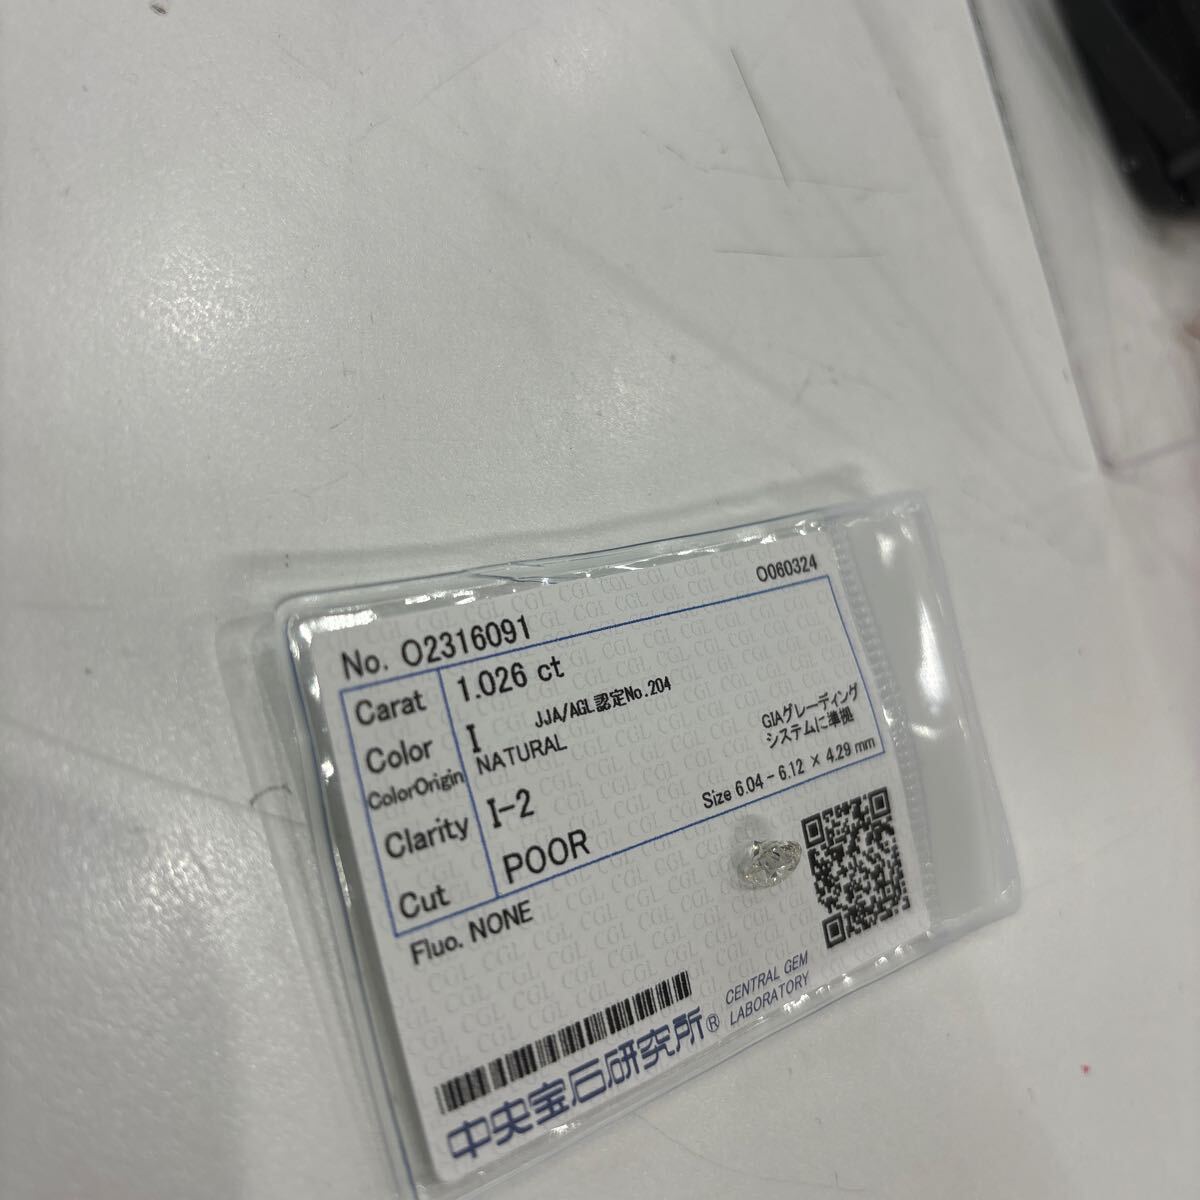 No. O2316091
O060324
Carat 1.026 ct
Color I JJA/AGL認定No.204
ColorOrigin NATURAL
GIAグレーディング
システムに準拠
Clarity I-2
Size 6.04 - 6.12 × 4.29 mm
Cut POOR
Fluo. NONE
CENTRAL GEM
LABORATORY
中央宝石研究所®